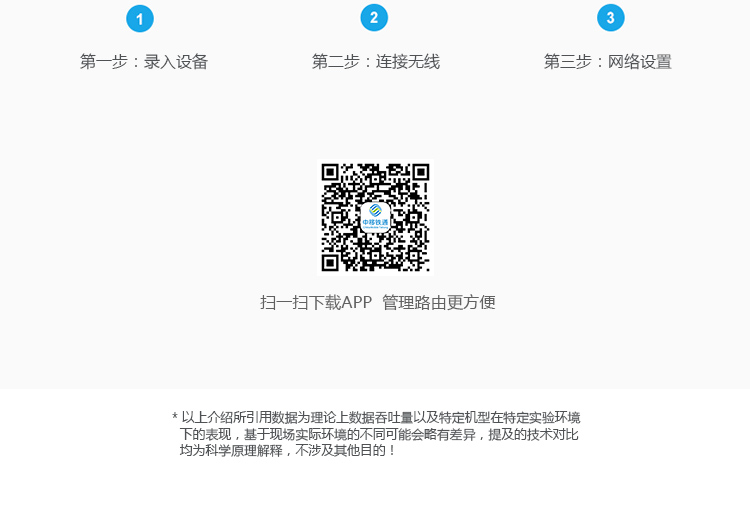 1
2
3
第一步：录入设备
第二步：连接无线
第三步：网络设置
中移铁通
扫一扫下载APP 管理路由更方便
* 以上介绍所引用数据为理论上数据吞吐量以及特定机型在特定实验环境
下的表现，基于现场实际环境的不同可能会略有差异，提及的技术对比
均为科学原理解释，不涉及其他目的！